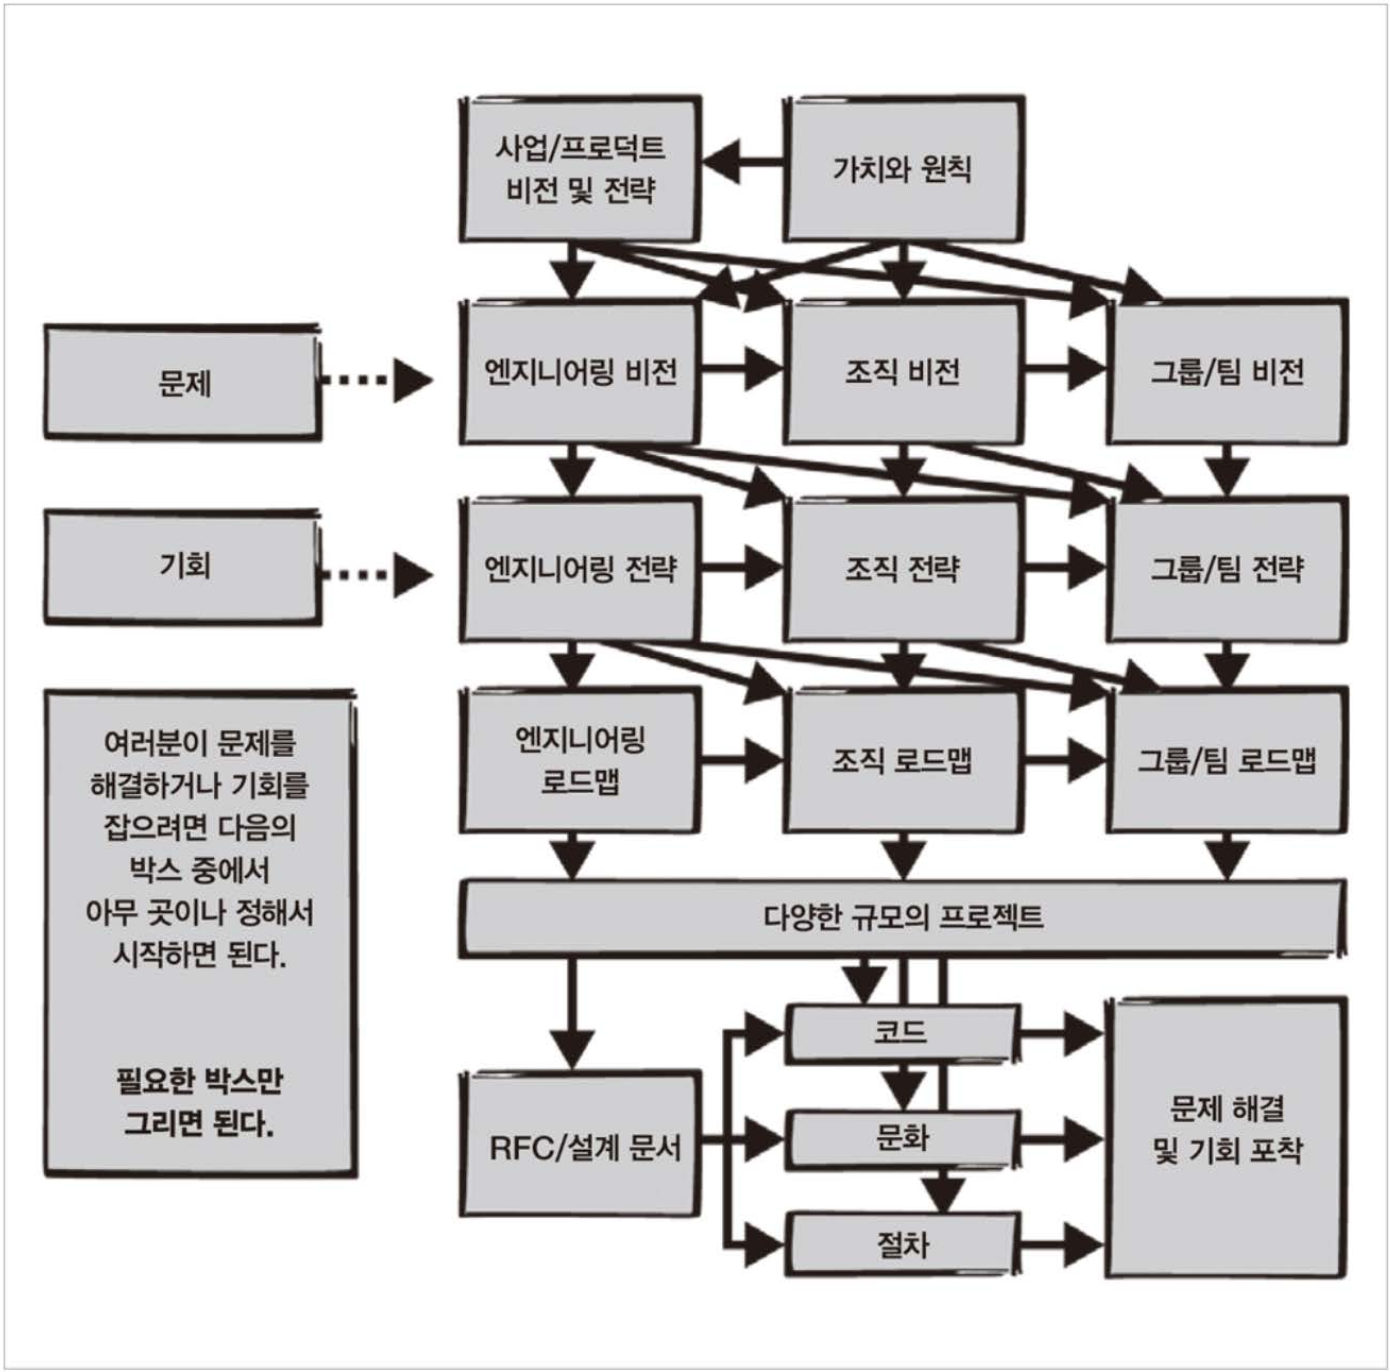 사업/프로덕트
비전 및 전략
가치와 원칙
문제
엔지니어링 비전
조직 비전
그룹/팀 비전
기회
엔지니어링 전략
조직 전략
그룹/팀 전략
여러분이 문제를
해결하거나 기회를
잡으려면 다음의
박스 중에서
아무 곳이나 정해서
시작하면 된다.
필요한 박스만
그리면 된다.
엔지니어링
로드맵
조직 로드맵
그룹/팀 로드맵
다양한 규모의 프로젝트
RFC/설계 문서
코드
문화
절차
문제 해결
및 기회 포착